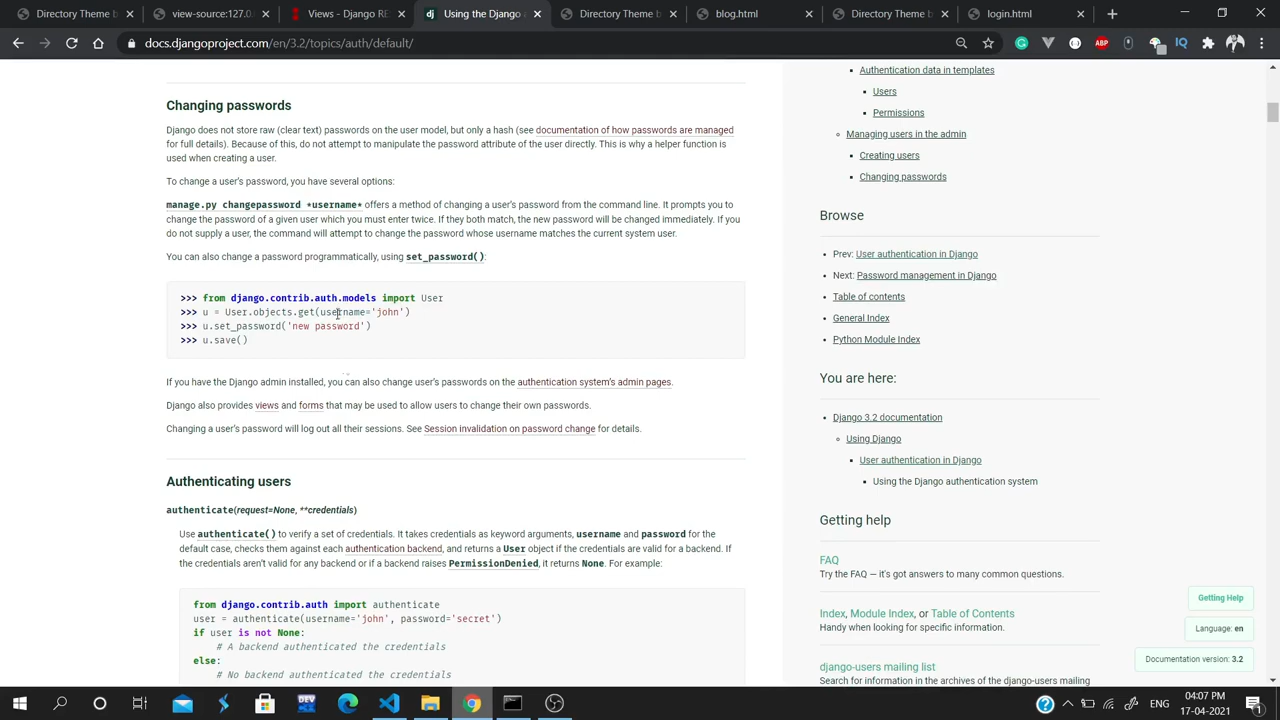 Directory Theme b
view-source:127.0.
Views - Django RE
Using the Django
Directory Theme b
blog.html
Directory Theme b
login.html
docs.djangoproject.com/en/3.2/topics/auth/default/
Changing passwords
Django does not store raw (clear text) passwords on the user model, but only a hash (see documentation of how passwords are managed
for full details). Because of this, do not attempt to manipulate the password attribute of the user directly. This is why a helper function is
used when creating a user.
To change a user's password, you have several options:
manage.py changepassword *username* offers a method of changing a user's password from the command line. It prompts you to
change the password of a given user which you must enter twice. If they both match, the new password will be changed immediately. If you
do not supply a user, the command will attempt to change the password whose username matches the current system user.
You can also change a password programmatically, using set_password():
>>> from django.contrib.auth.models import User
>>> u = User.objects.get(username='john')
>>> u.set_password('new password')
>>> u.save()
If you have the Django admin installed, you can also change user's passwords on the authentication system's admin pages.
Django also provides views and forms that may be used to allow users to change their own passwords.
Changing a user's password will log out all their sessions. See Session invalidation on password change for details.
Authenticating users
authenticate(request=None, **credentials)
Use authenticate() to verify a set of credentials. It takes credentials as keyword arguments, username and password for the
default case, checks them against each authentication backend, and returns a User object if the credentials are valid for a backend. If
the credentials aren't valid for any backend or if a backend raises PermissionDenied, it returns None. For example:
from django.contrib.auth import authenticate
user = authenticate(username='john', password='secret')
if user is not None:
# A backend authenticated the credentials
else:
# No backend authenticated the credentials
Authentication data in templates
Users
Permissions
Managing users in the admin
Creating users
Changing passwords
Browse
Prev: User authentication in Django
Next: Password management in Django
Table of contents
General Index
Python Module Index
You are here:
Django 3.2 documentation
Using Django
User authentication in Django
Using the Django authentication system
Getting help
FAQ
Try the FAQ — it's got answers to many common questions.
Index, Module Index, or Table of Contents
Handy when looking for specific information.
django-users mailing list
Search for information in the archives of the django-users mailing
Getting Help
Language: en
Documentation version: 3.2
04:07 PM
17-04-2021